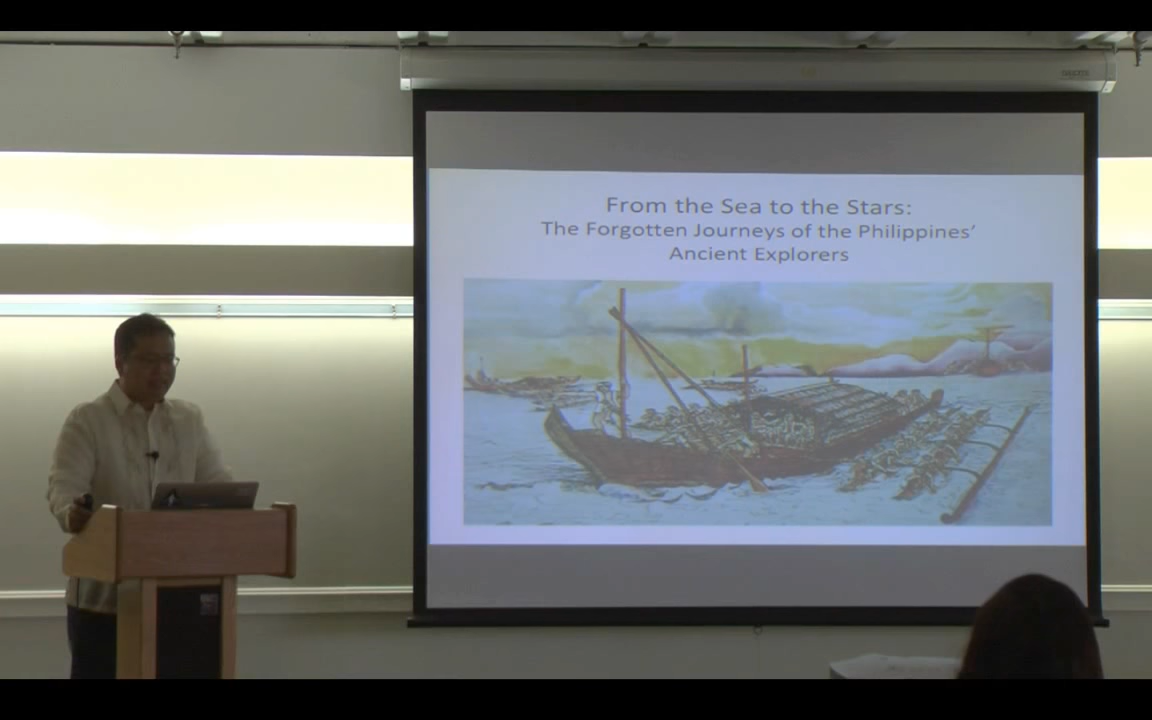 From the Sea to the Stars:
The Forgotten Journeys of the Philippines’
Ancient Explorers